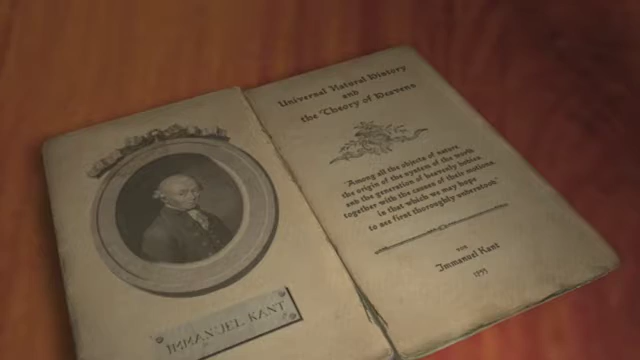 IMMANUEL KANT
Universal Natural History
and
the Theory of Heavens
"Among all the objects of nature,
the origin of the system of the world
and the generation of heavenly bodies
together with the causes of their motions,
is that which we may hope
to see first thoroughly understood."
Immanuel Kant
1755